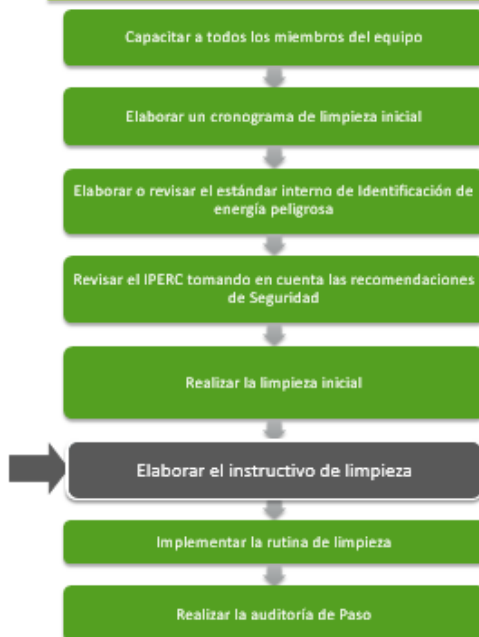 Capacitar a todos los miembros del equipo
Elaborar un cronograma de limpieza inicial
Elaborar o revisar el estándar interno de Identificación de
energía peligrosa
Revisar el IPERC tomando en cuenta las recomendaciones
de Seguridad
Realizar la limpieza inicial
Elaborar el instructivo de limpieza
Implementar la rutina de limpieza
Realizar la auditoría de Paso